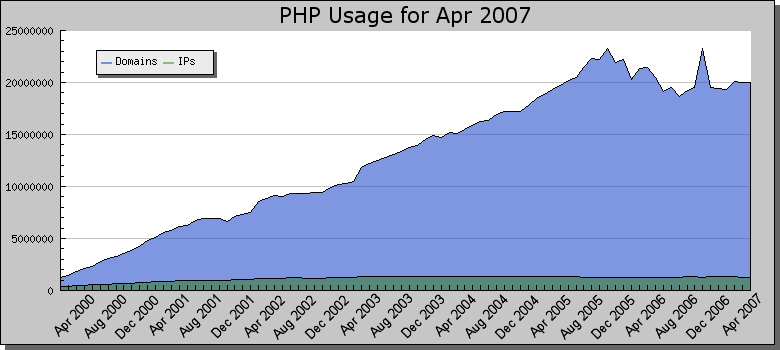 PHP Usage for Apr 2007
25000000
20000000
15000000
10000000
5000000
0
Domains IPs
Apr 2000 Aug 2000 Dec 2000 Apr 2001 Aug 2001 Dec 2001 Apr 2002 Aug 2002 Dec 2002 Apr 2003 Aug 2003 Dec 2003 Apr 2004 Aug 2004 Dec 2004 Apr 2005 Aug 2005 Dec 2005 Apr 2006 Aug 2006 Dec 2006 Apr 2007